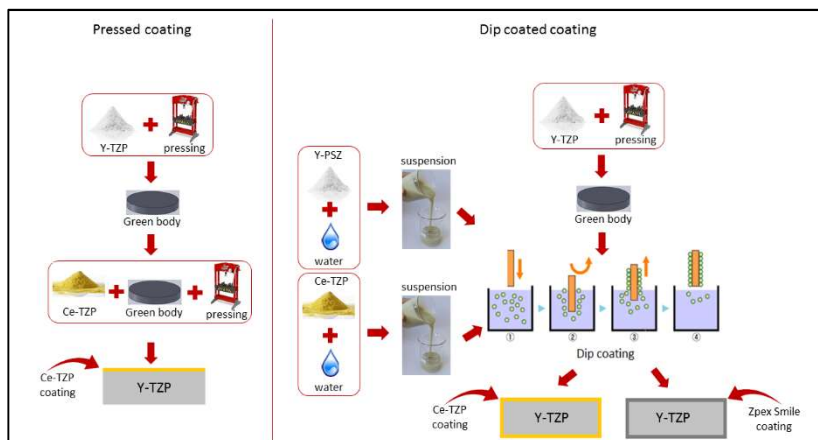 Pressed coating
Y-TZP
pressing
Green body
Ce-TZP
Green body
pressing
Ce-TZP
coating
Y-TZP
Dip coated coating
Y-TZP
pressing
Green body
Y-PSZ
water
suspension
Ce-TZP
water
suspension
①
②
③
④
Dip coating
Ce-TZP
coating
Y-TZP
Y-TZP
Zpex Smile
coating